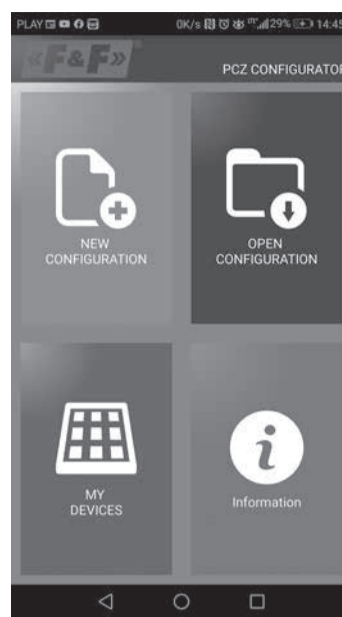 PLAY 0K/s 29% 14:45
«F&F»
PCZ CONFIGURATOR
NEW
CONFIGURATION
OPEN
CONFIGURATION
MY
DEVICES
Information